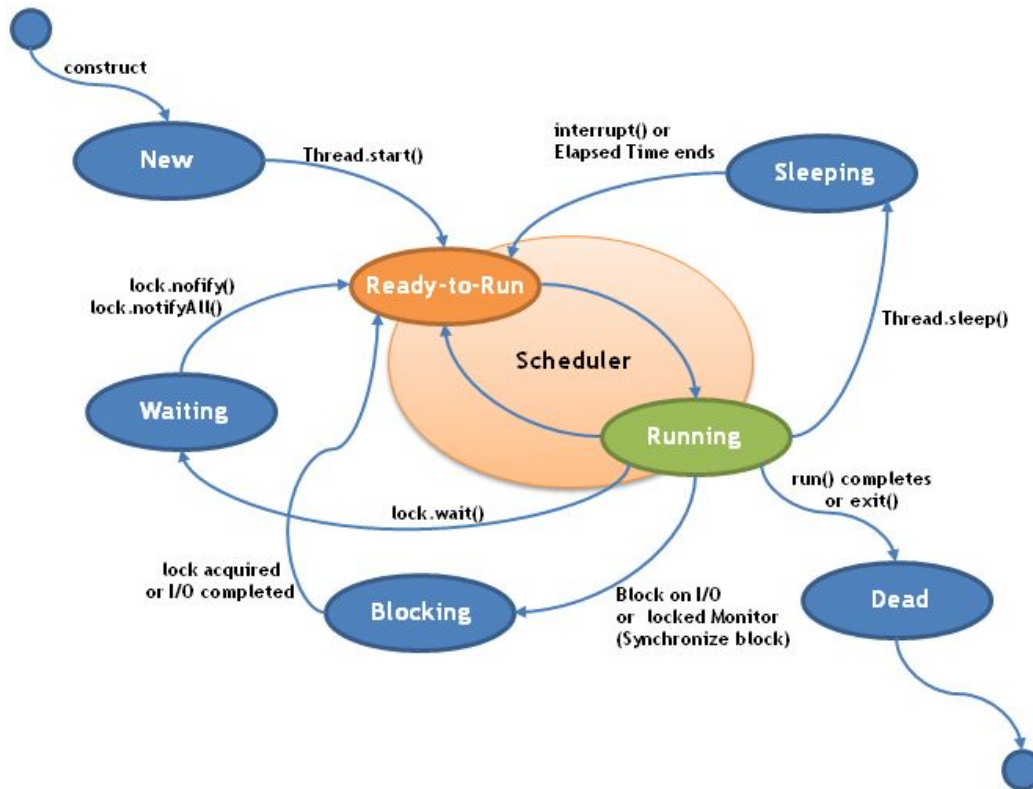 construct
New
Thread.start()
interrupt() or
Elapsed Time ends
Sleeping
Ready-to-Run
lock.nofify()
lock.notifyAll()
Thread.sleep()
Scheduler
Waiting
Running
run() completes
or exit()
lock.wait()
lock acquired
or I/O completed
Blocking
Block on I/O
or locked Monitor
(Synchronize block)
Dead